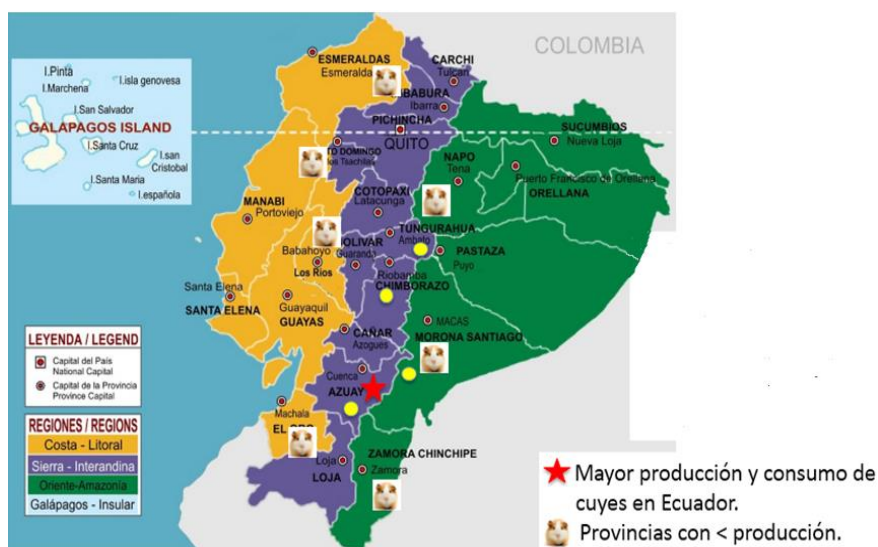 COLOMBIA
ESMERALDAS
Esmeralda
CARCHI
Tulcan
BABURA
Ibarra
I.Pinta
I.isla genovesa
I.Marchena
I.San Salvador
GALAPAGOS ISLAND
I.Santa Cruz
I.san
Cristobal
I.Santa Maria
I.española
PICHINCHA
QUITO
SUCUMBIOS
Nueva Loja
TO DOMINGO
los Tsachilas
NAPO
Tena
Puerto Francisco de Orellana
ORELLANA
COTOPAXI
Latacunga
MANABI
Portoviejo
TUNGURAHUA
Ambato
Babahoyo
OLIVAR
Guaranda
PASTAZA
Puyo
Los Rios
Riobamba
CHIMBORAZO
Santa Elena
SANTA ELENA
Guayaquil
GUAYAS
MACAS
MORONA SANTIAGO
CAÑAR
Azogues
Cuenca
AZUAY
Machala
EL ORO
ZAMORA CHINCHIPE
Loja
Zamora
LOJA
LEYENDA / LEGEND
Capital del País
National Capital
Capital de la Provincia
Province Capital
REGIONES / REGIONS
Costa - Litoral
Sierra - Interandina
Oriente-Amazonía
Galápagos - Insular
Mayor producción y consumo de
cuyes en Ecuador.
Provincias con < producción.